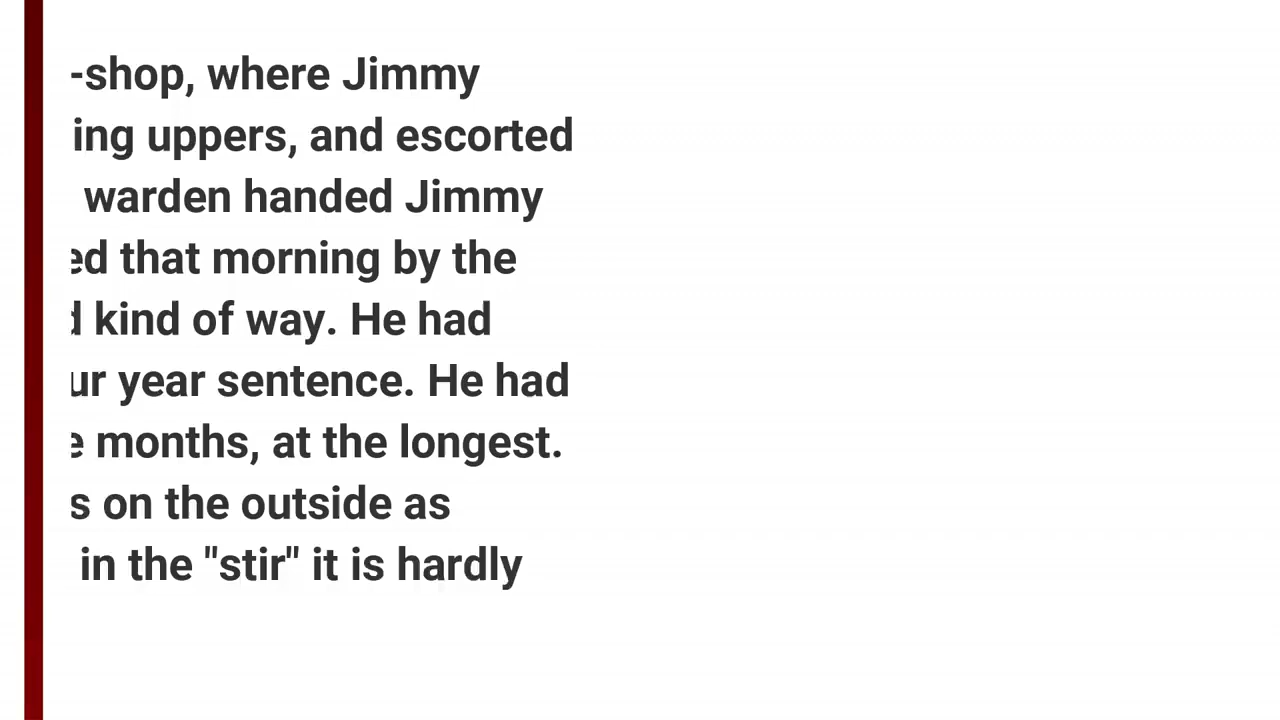 -shop, where Jimmy
ing uppers, and escorted
warden handed Jimmy
ed that morning by the
d kind of way. He had
ur year sentence. He had
e months, at the longest.
s on the outside as
in the "stir" it is hardly